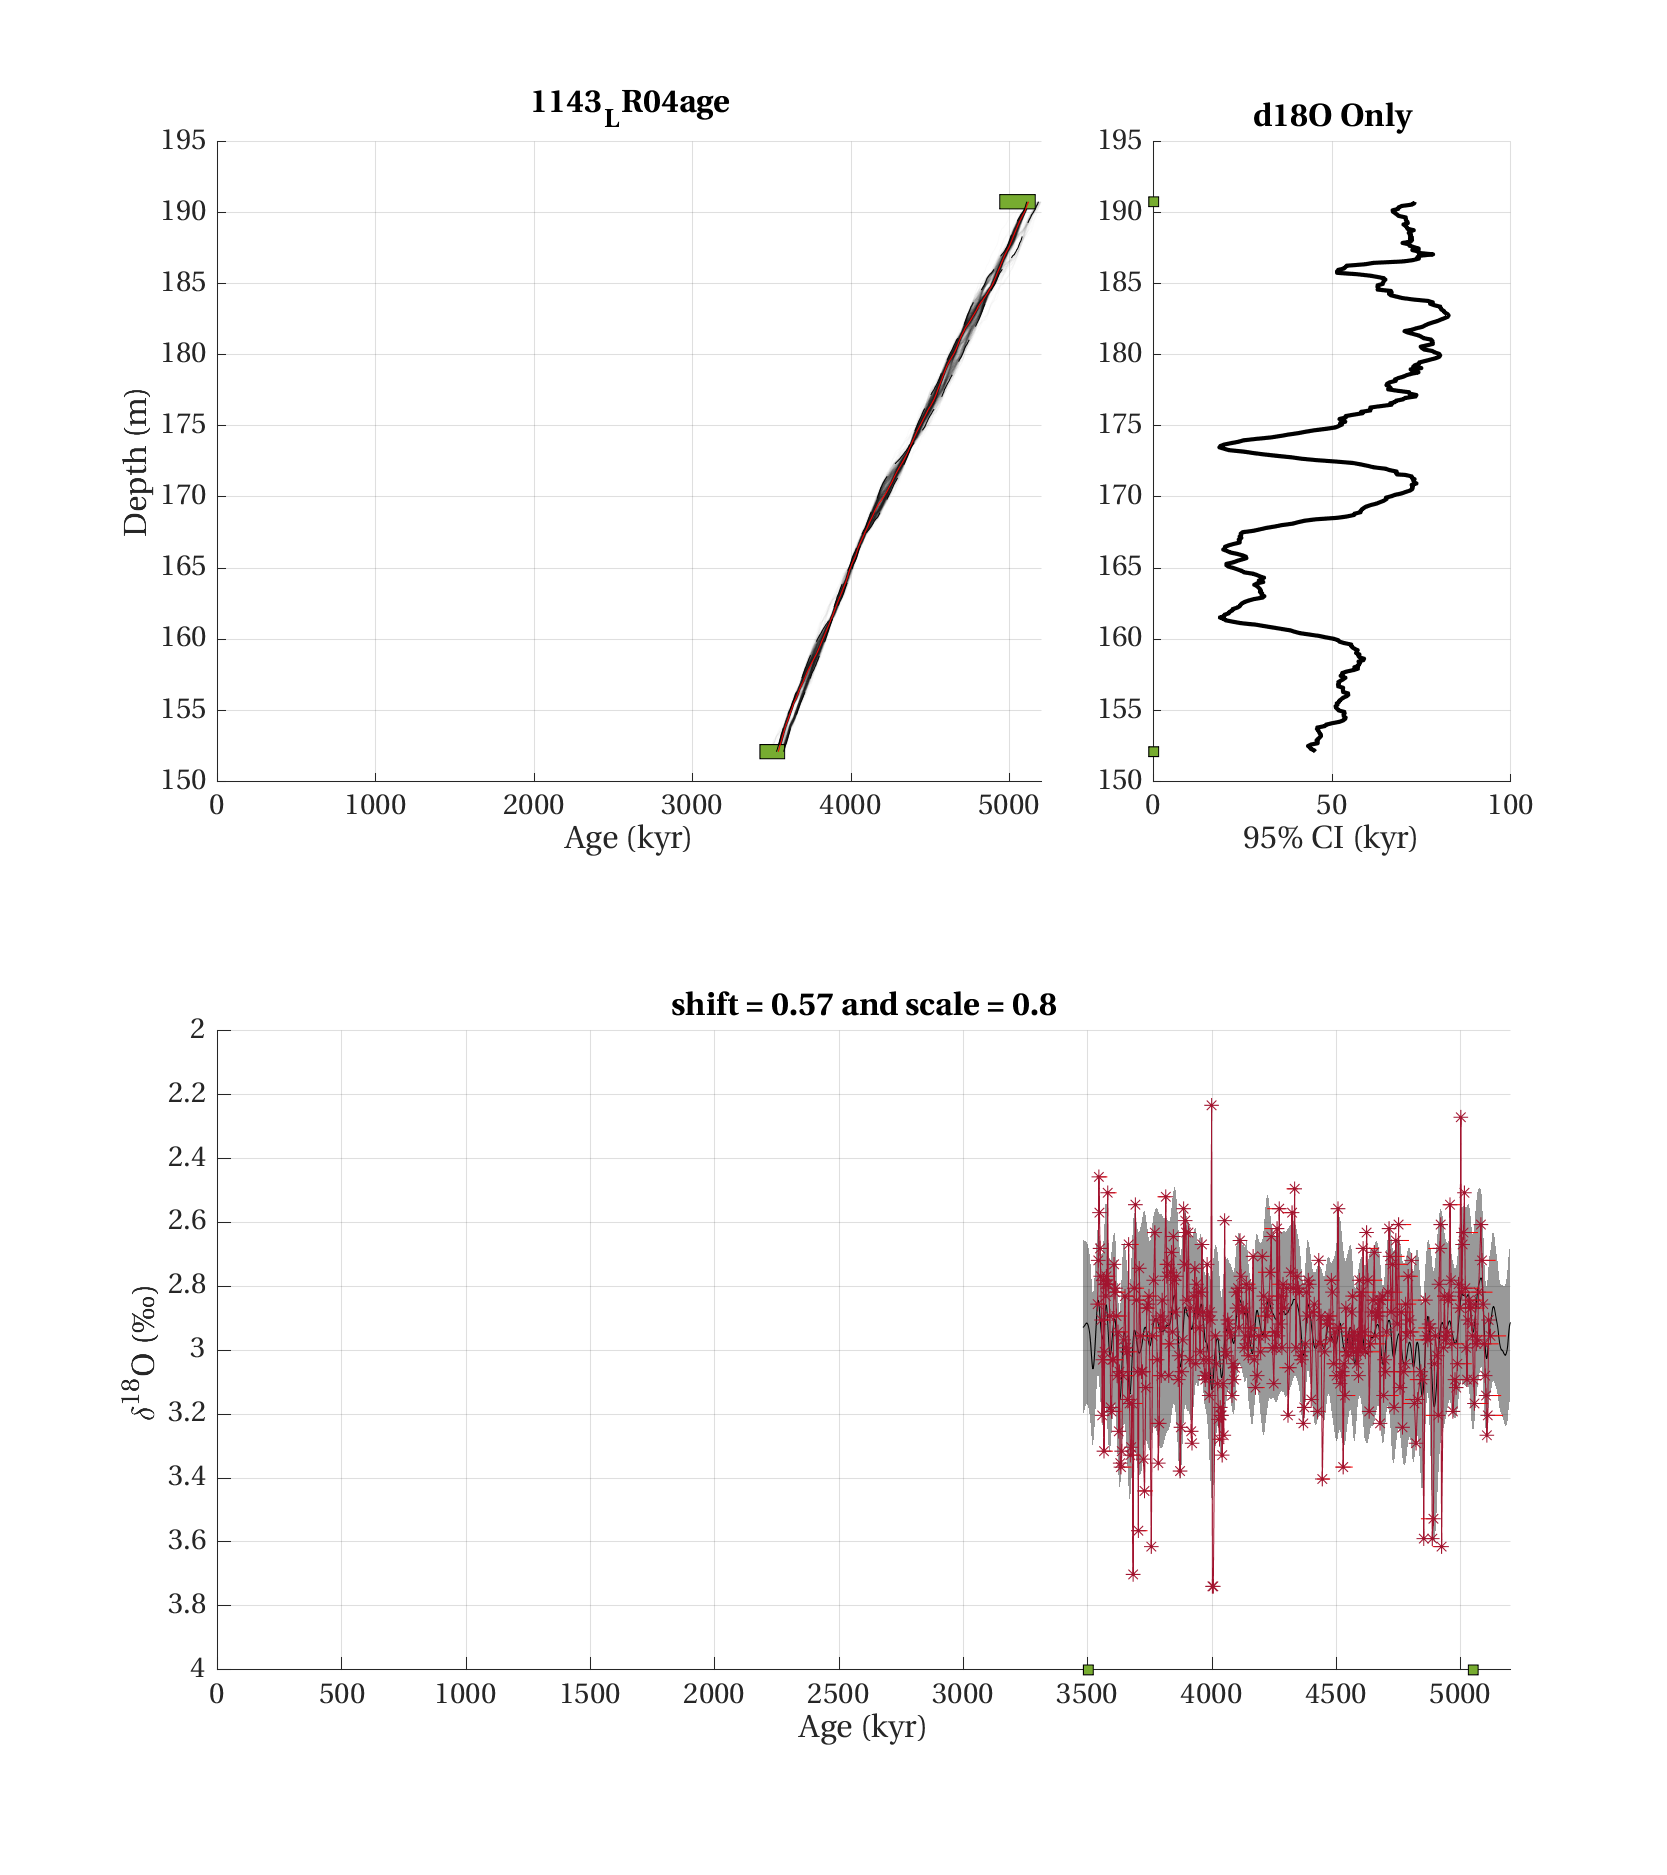 1143LR04age
195
190
185
180
175
170
165
160
155
150
Depth (m)
0 1000 2000 3000 4000 5000
Age (kyr)
d18O Only
195
190
185
180
175
170
165
160
155
150
0 50 100
95% CI (kyr)
shift = 0.57 and scale = 0.8
2
2.2
2.4
2.6
2.8
3
3.2
3.4
3.6
3.8
4
δ18O (‰)
0 500 1000 1500 2000 2500 3000 3500 4000 4500 5000
Age (kyr)